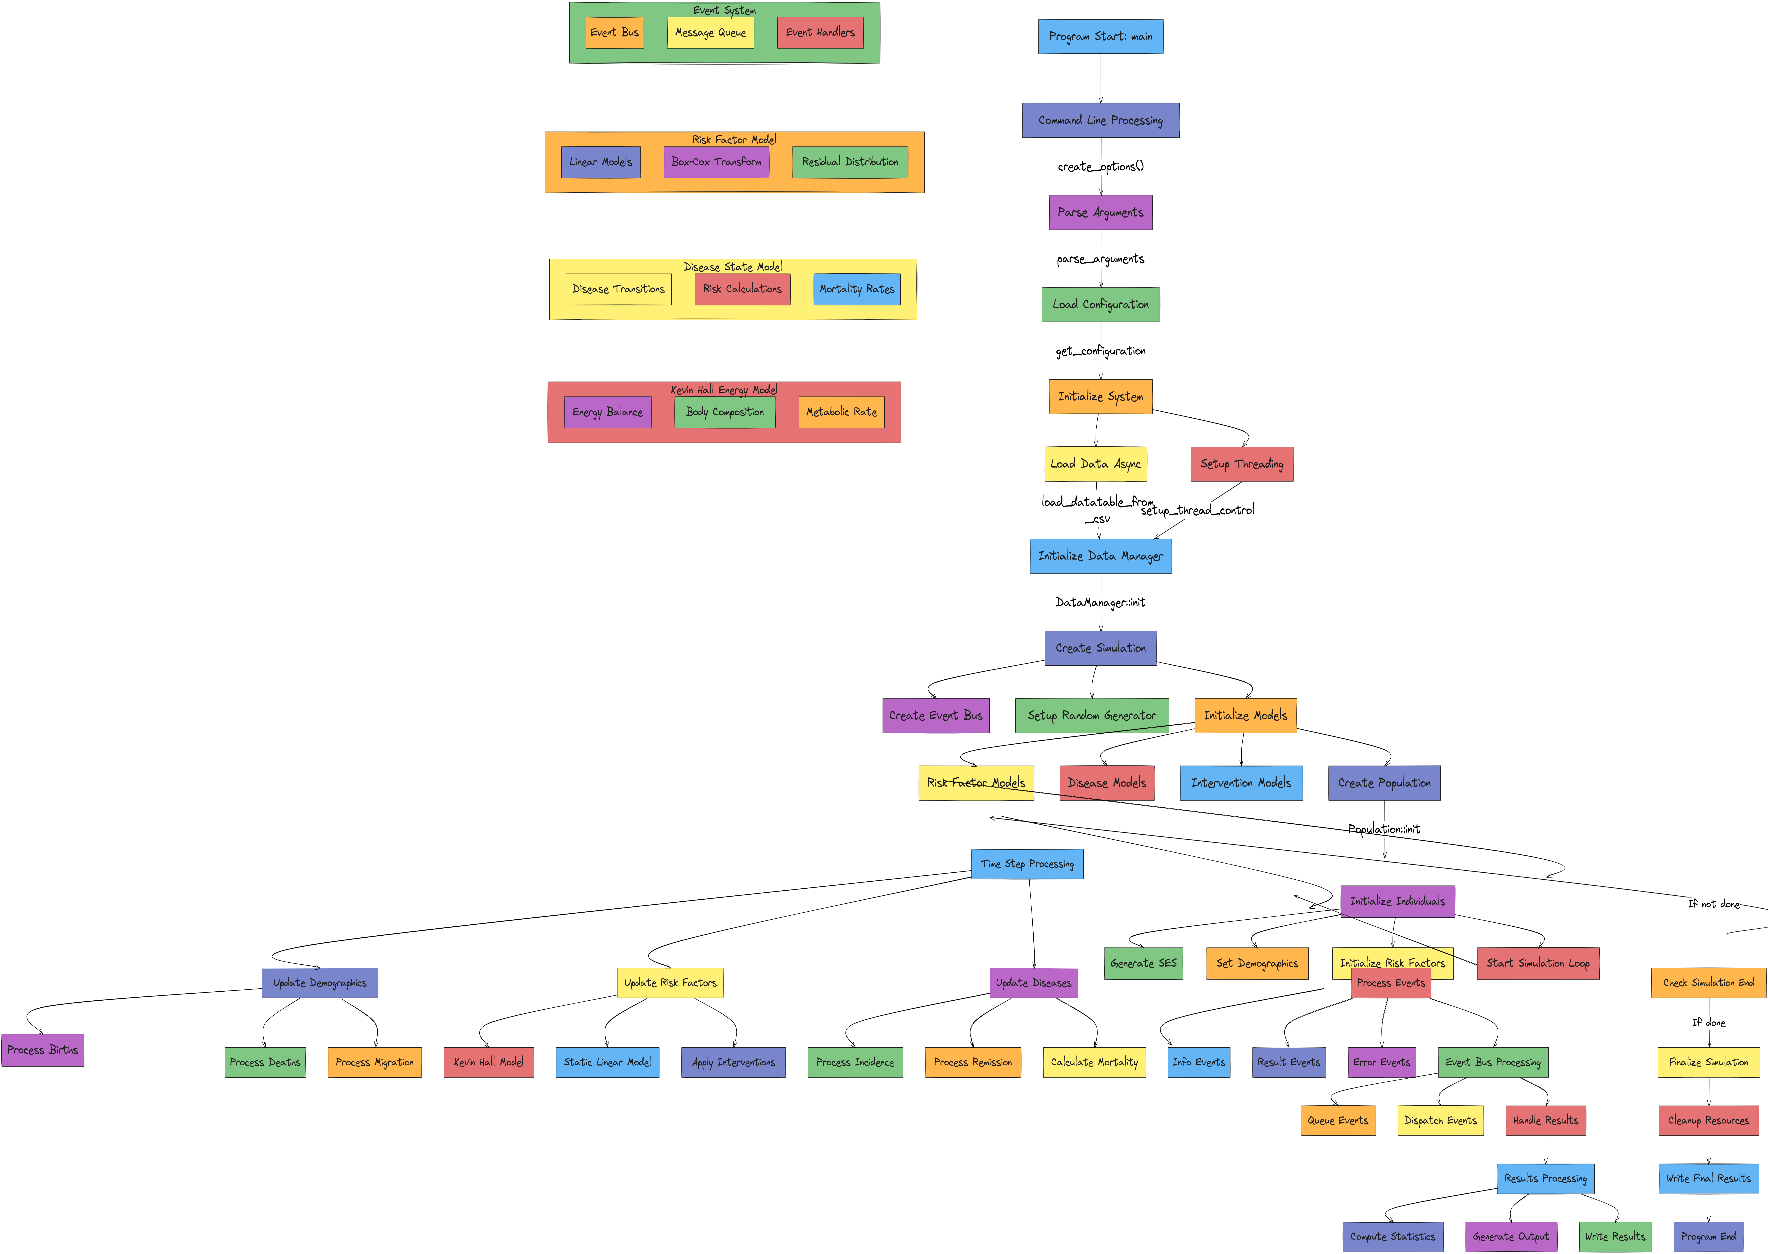 Event System
Event Bus
Message Queue
Event Handlers
Program Start: main
Command Line Processing
Risk Factor Model
Linear Models
Box-Cox Transform
Residual Distribution
create_options()
Parse Arguments
parse_arguments
Disease State Model
Disease Transitions
Risk Calculations
Mortality Rates
Load Configuration
get_configuration
Kevin Hall Energy Model
Energy Balance
Body Composition
Metabolic Rate
Initialize System
Load Data Async
Setup Threading
load_datatable_from
_csv
setup_thread_control
Initialize Data Manager
DataManager::init
Create Simulation
Create Event Bus
Setup Random Generator
Initialize Models
Risk Factor Models
Disease Models
Intervention Models
Create Population
Population::init
Time Step Processing
Initialize Individuals
If not done
Generate SES
Set Demographics
Initialize Risk Factors
Start Simulation Loop
Update Demographics
Update Risk Factors
Update Diseases
Process Events
Check Simulation End
If done
Process Births
Process Deaths
Process Migration
Kevin Hall Model
Static Linear Model
Apply Interventions
Process Incidence
Process Remission
Calculate Mortality
Info Events
Result Events
Error Events
Event Bus Processing
Finalize Simulation
Queue Events
Dispatch Events
Handle Results
Cleanup Resources
Results Processing
Write Final Results
Compute Statistics
Generate Output
Write Results
Program End